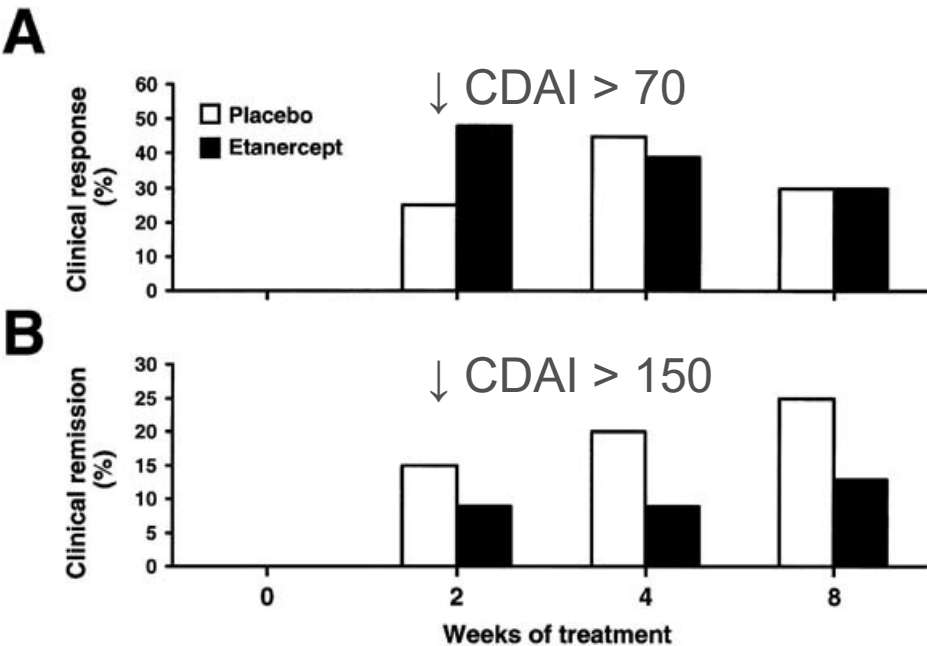 A
↓ CDAI > 70
Clinical response
(%)
60
50
40
30
20
10
0
Placebo
Etanercept
B
↓ CDAI > 150
Clinical remission
(%)
30
25
20
15
10
5
0
0 2 4 8
Weeks of treatment